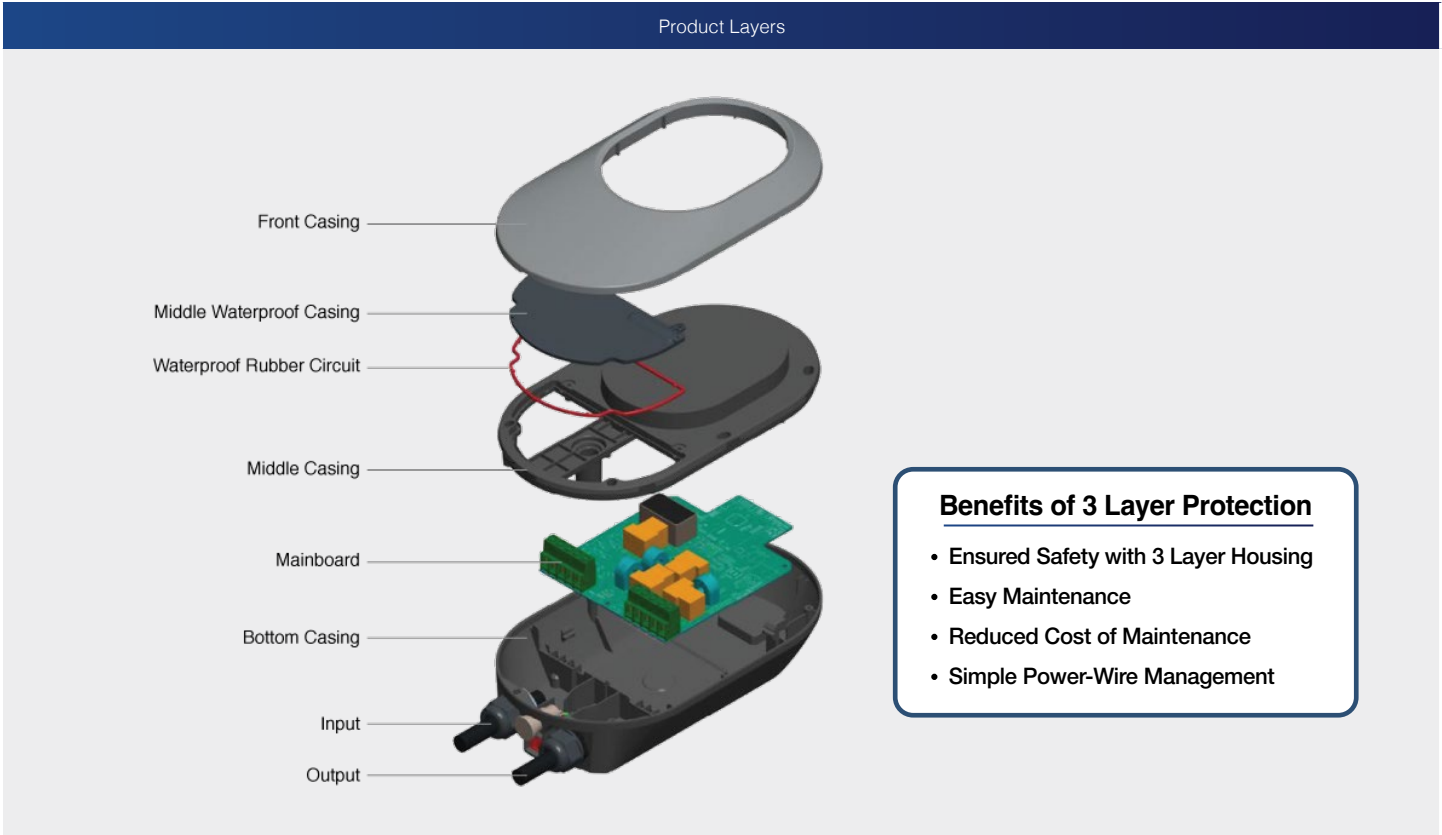 Product Layers
Front Casing
Middle Waterproof Casing
Waterproof Rubber Circuit
Middle Casing
Mainboard
Bottom Casing
Input
Output
Benefits of 3 Layer Protection
• Ensured Safety with 3 Layer Housing
• Easy Maintenance
• Reduced Cost of Maintenance
• Simple Power-Wire Management